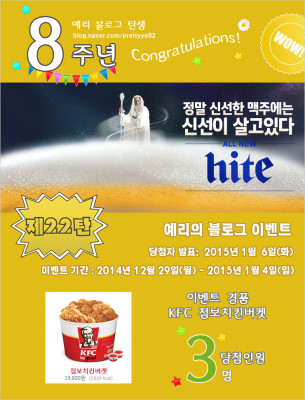 예리 블로그 탄생
blog.naver.com/prettyye02
8주년
Congratulations!
WOW!
정말 신선한 맥주에는
신선이 살고있다
ALL NEW
hite
제22탄
예리의 블로그 이벤트
당첨자 발표: 2015년 1월 6일(화)
이벤트 기간 : 2014년 12월 29일(월) ~ 2015년 1월 4일(일)
이벤트 경품
KFC 점보치킨버켓
KFC
점보치킨버켓
3 당첨인원
명